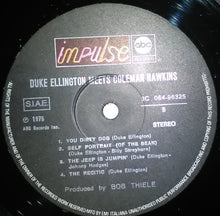 impulse!
abc
DUKE ELLINGTON MEETS COLEMAN HAWKINS
S.I.A.E.
℗ 1975
ABC Records Inc.
3C 064-96325
B
STEREO
1. YOU DIRTY DOG (Duke Ellington)
2. SELF PORTRAIT (OF THE BEAN)
(Duke Ellington - Billy Strayhorn)
3. THE JEEP IS JUMPIN' (Duke Ellington -
Johnny Hodges)
4. THE RECITIC (Duke Ellington)
Produced by BOB THIELE